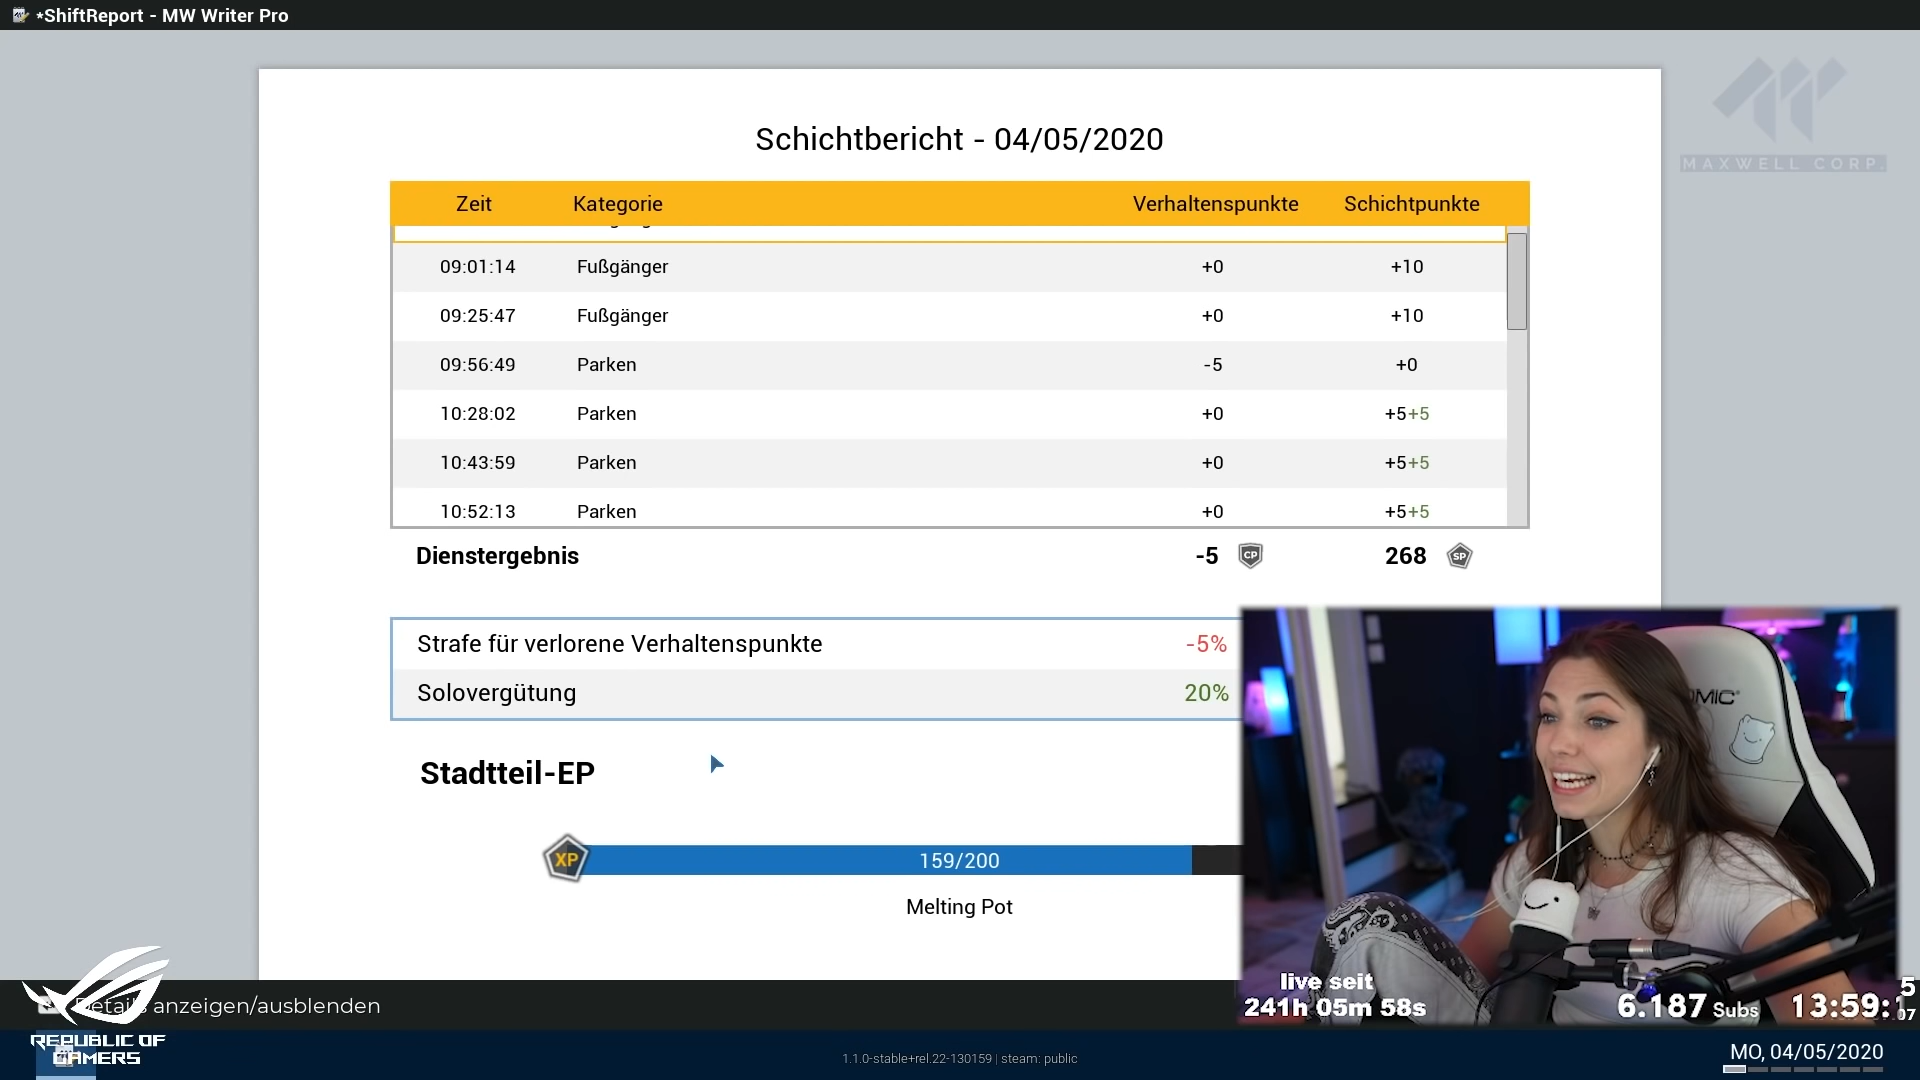 *ShiftReport - MW Writer Pro
MAXWELL CORP.
Schichtbericht - 04/05/2020
Zeit Kategorie Verhaltenspunkte Schichtpunkte
09:01:14 Fußgänger +0 +10
09:25:47 Fußgänger +0 +10
09:56:49 Parken -5 +0
10:28:02 Parken +0 +5+5
10:43:59 Parken +0 +5+5
10:52:13 Parken +0 +5+5
Dienstergebnis -5 CP 268 SP
Strafe für verlorene Verhaltenspunkte -5%
Solovergütung 20%
Stadtteil-EP
XP 159/200
Melting Pot
live seit
241h 05m 58s
6.187 Subs 13:59:
07
5
Details anzeigen/ausblenden
REPUBLIC OF
GAMERS
1.1.0-stable+rel.22-130159 | steam: public
MO, 04/05/2020